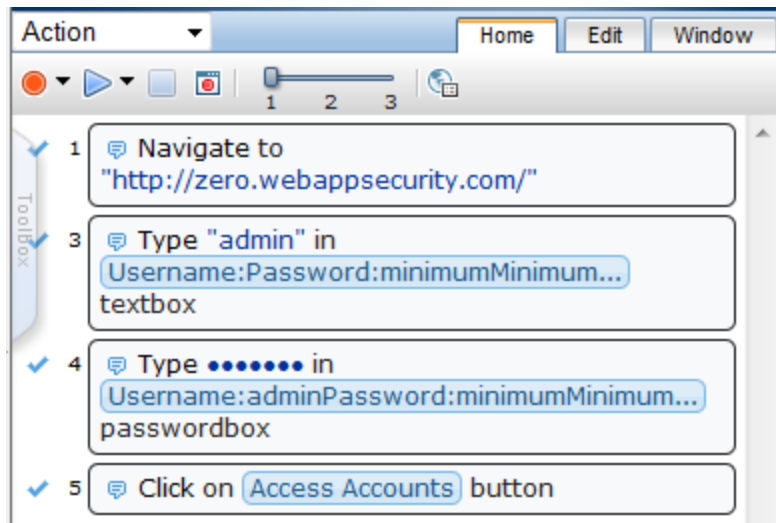 Action
Home Edit Window
1 2 3
ToolBox
1 Navigate to
"http://zero.webappsecurity.com/"
3 Type "admin" in
Username:Password:minimumMinimum...
textbox
4 Type ••••••• in
Username:adminPassword:minimumMinimum...
passwordbox
5 Click on Access Accounts button